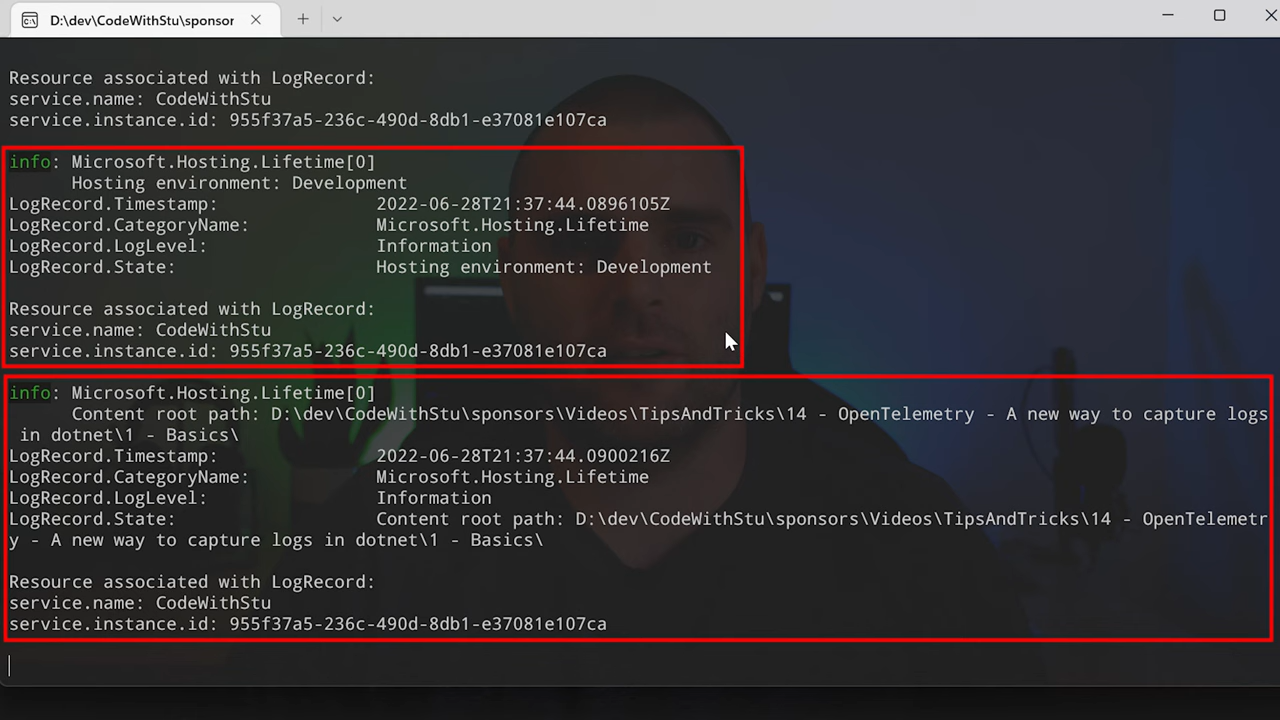 D:\dev\CodeWithStu\sponsor
Resource associated with LogRecord:
service.name: CodeWithStu
service.instance.id: 955f37a5-236c-490d-8db1-e37081e107ca
info: Microsoft.Hosting.Lifetime[0]
Hosting environment: Development
LogRecord.Timestamp: 2022-06-28T21:37:44.0896105Z
LogRecord.CategoryName: Microsoft.Hosting.Lifetime
LogRecord.LogLevel: Information
LogRecord.State: Hosting environment: Development
Resource associated with LogRecord:
service.name: CodeWithStu
service.instance.id: 955f37a5-236c-490d-8db1-e37081e107ca
info: Microsoft.Hosting.Lifetime[0]
Content root path: D:\dev\CodeWithStu\sponsors\Videos\TipsAndTricks\14 - OpenTelemetry - A new way to capture logs
in dotnet\1 - Basics\
LogRecord.Timestamp: 2022-06-28T21:37:44.0900216Z
LogRecord.CategoryName: Microsoft.Hosting.Lifetime
LogRecord.LogLevel: Information
LogRecord.State: Content root path: D:\dev\CodeWithStu\sponsors\Videos\TipsAndTricks\14 - OpenTelemetr
y - A new way to capture logs in dotnet\1 - Basics\
Resource associated with LogRecord:
service.name: CodeWithStu
service.instance.id: 955f37a5-236c-490d-8db1-e37081e107ca